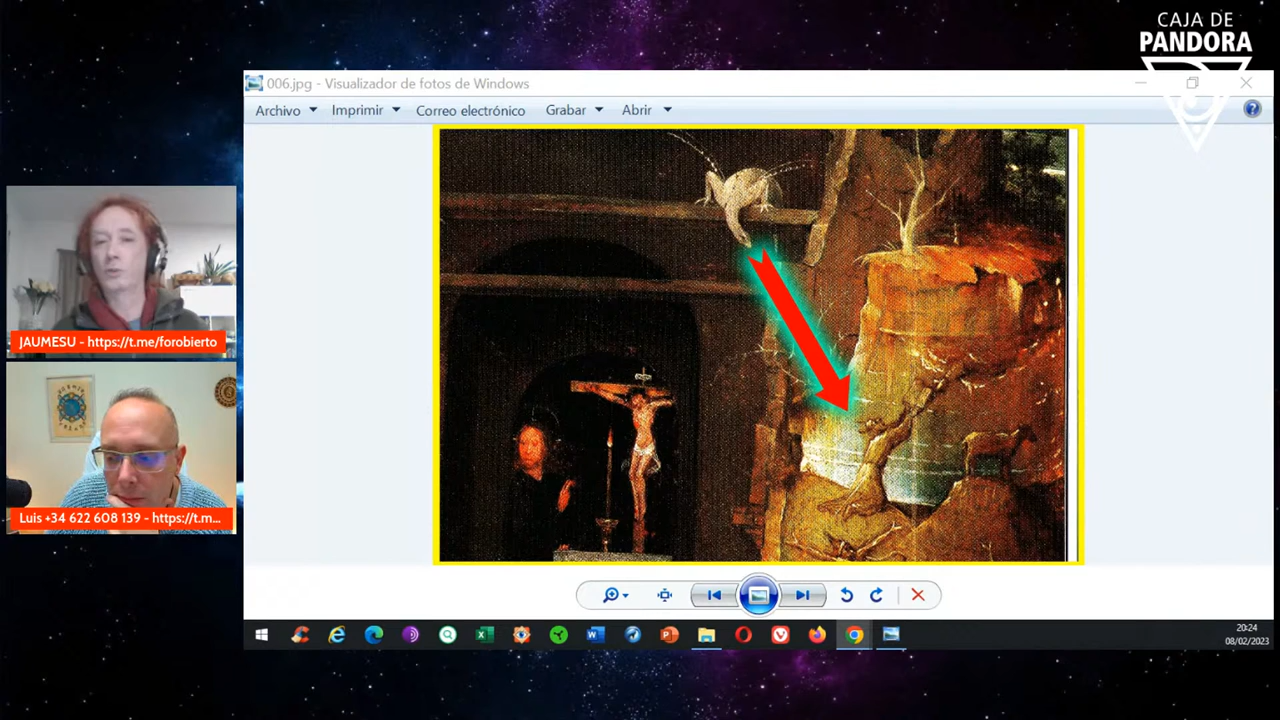 CAJA DE
PANDORA
006.jpg - Visualizador de fotos de Windows
Archivo Imprimir Correo electrónico Grabar Abrir
JAUMESU - https://t.me/forobierto
Luis +34 622 608 139 - https://t.m...
20:24
08/02/2023